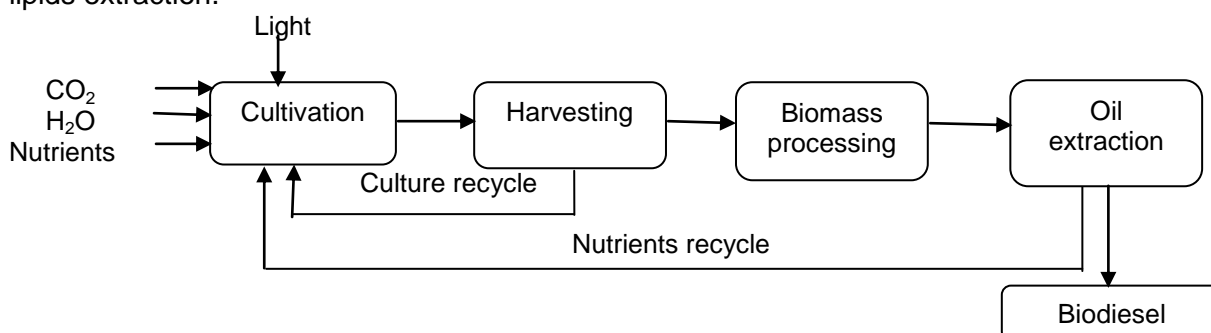 lipids extraction.
Light
CO₂
H₂O
Nutrients
Cultivation
Harvesting
Biomass
processing
Oil
extraction
Culture recycle
Nutrients recycle
Biodiesel